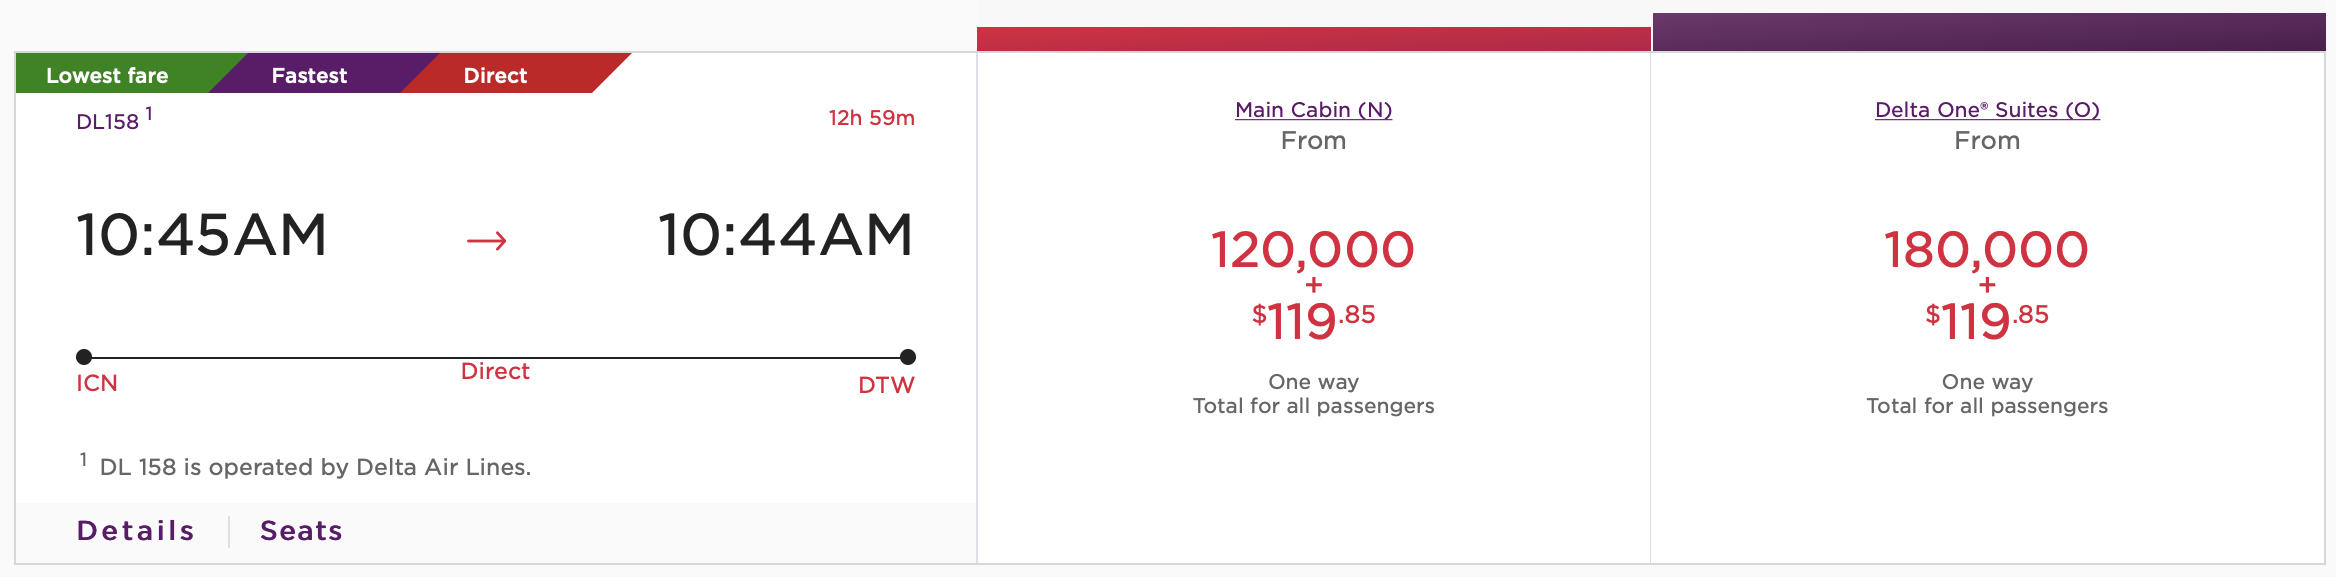 Lowest fare Fastest Direct
DL158 1 12h 59m
10:45AM → 10:44AM
ICN Direct DTW
1 DL 158 is operated by Delta Air Lines.
Details | Seats
Main Cabin (N)
From
120,000
+
$119.85
One way
Total for all passengers
Delta One® Suites (O)
From
180,000
+
$119.85
One way
Total for all passengers